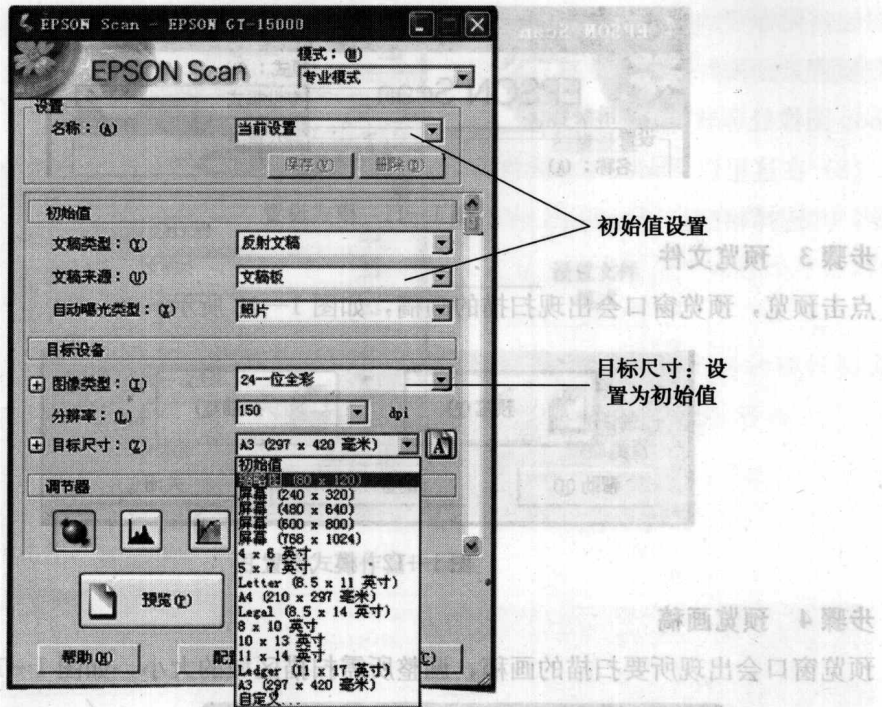 EPSON Scan - EPSON GT-15000
EPSON Scan
模式：(M)
专业模式
设置
名称：(A)
当前设置
保存(V)
删除(D)
初始值
文稿类型：(Y)
反射文稿
文稿来源：(U)
文稿板
自动曝光类型：(X)
照片
初始值设置
目标设备
图像类型：(I)
24--位全彩
分辨率：(L)
150
dpi
目标尺寸：(Z)
A3 (297 x 420 毫米)
目标尺寸：设
置为初始值
调节器
初始值
缩略图 (80 x 120)
屏幕 (240 x 320)
屏幕 (480 x 640)
屏幕 (600 x 800)
屏幕 (768 x 1024)
4 x 6 英寸
5 x 7 英寸
Letter (8.5 x 11 英寸)
A4 (210 x 297 毫米)
Legal (8.5 x 14 英寸)
8 x 10 英寸
10 x 13 英寸
11 x 14 英寸
Ledger (11 x 17 英寸)
A3 (297 x 420 毫米)
自定义...
预览(P)
帮助(H)
配置
步骤 3 预览文件
点击预览，预览窗口会出现扫描的画稿，如图
步骤 4 预览画稿
预览窗口会出现所要扫描的画稿